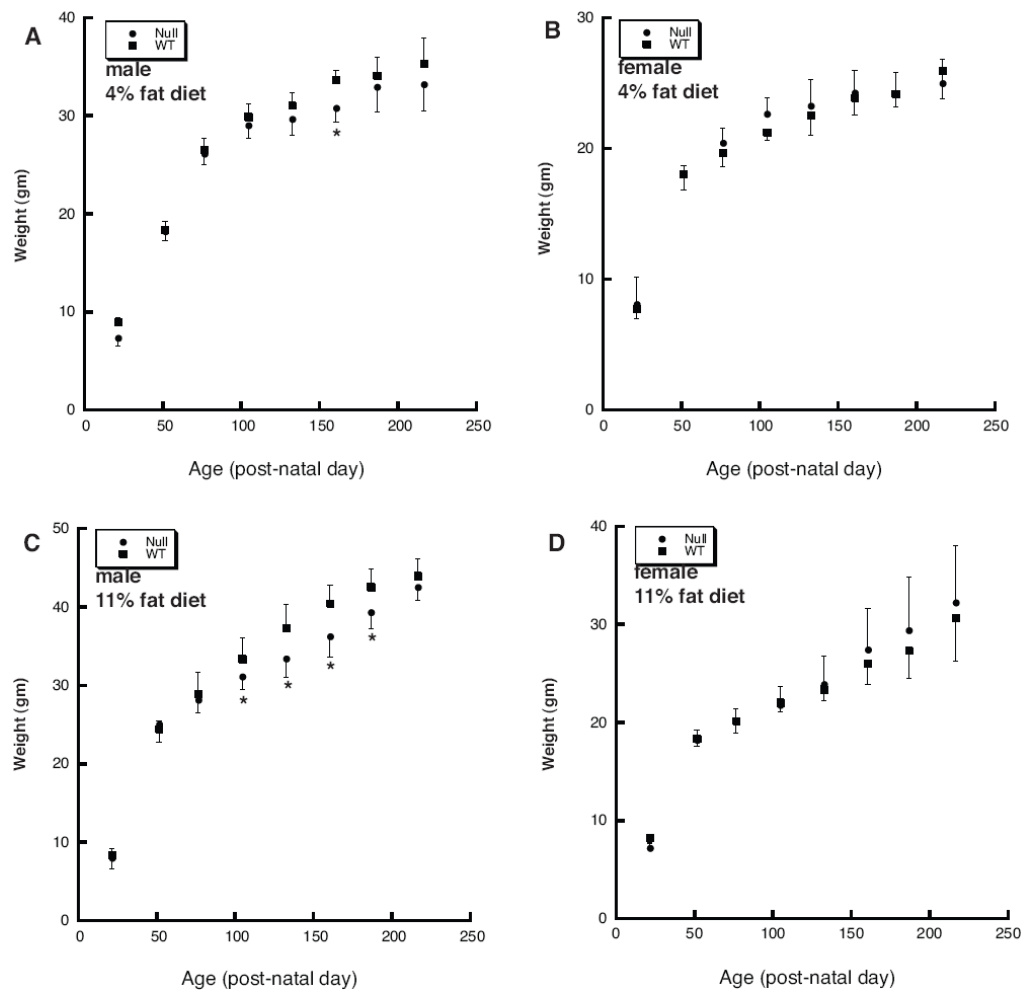 A
Null
WT
male
4% fat diet
40
30
20
10
0
Weight (gm)
*
0 50 100 150 200 250
Age (post-natal day)
B
Null
WT
female
4% fat diet
30
20
10
0
Weight (gm)
0 50 100 150 200 250
Age (post-natal day)
C
Null
WT
male
11% fat diet
50
40
30
20
10
0
Weight (gm)
* * * *
0 50 100 150 200 250
Age (post-natal day)
D
Null
WT
female
11% fat diet
40
30
20
10
0
Weight (gm)
0 50 100 150 200 250
Age (post-natal day)